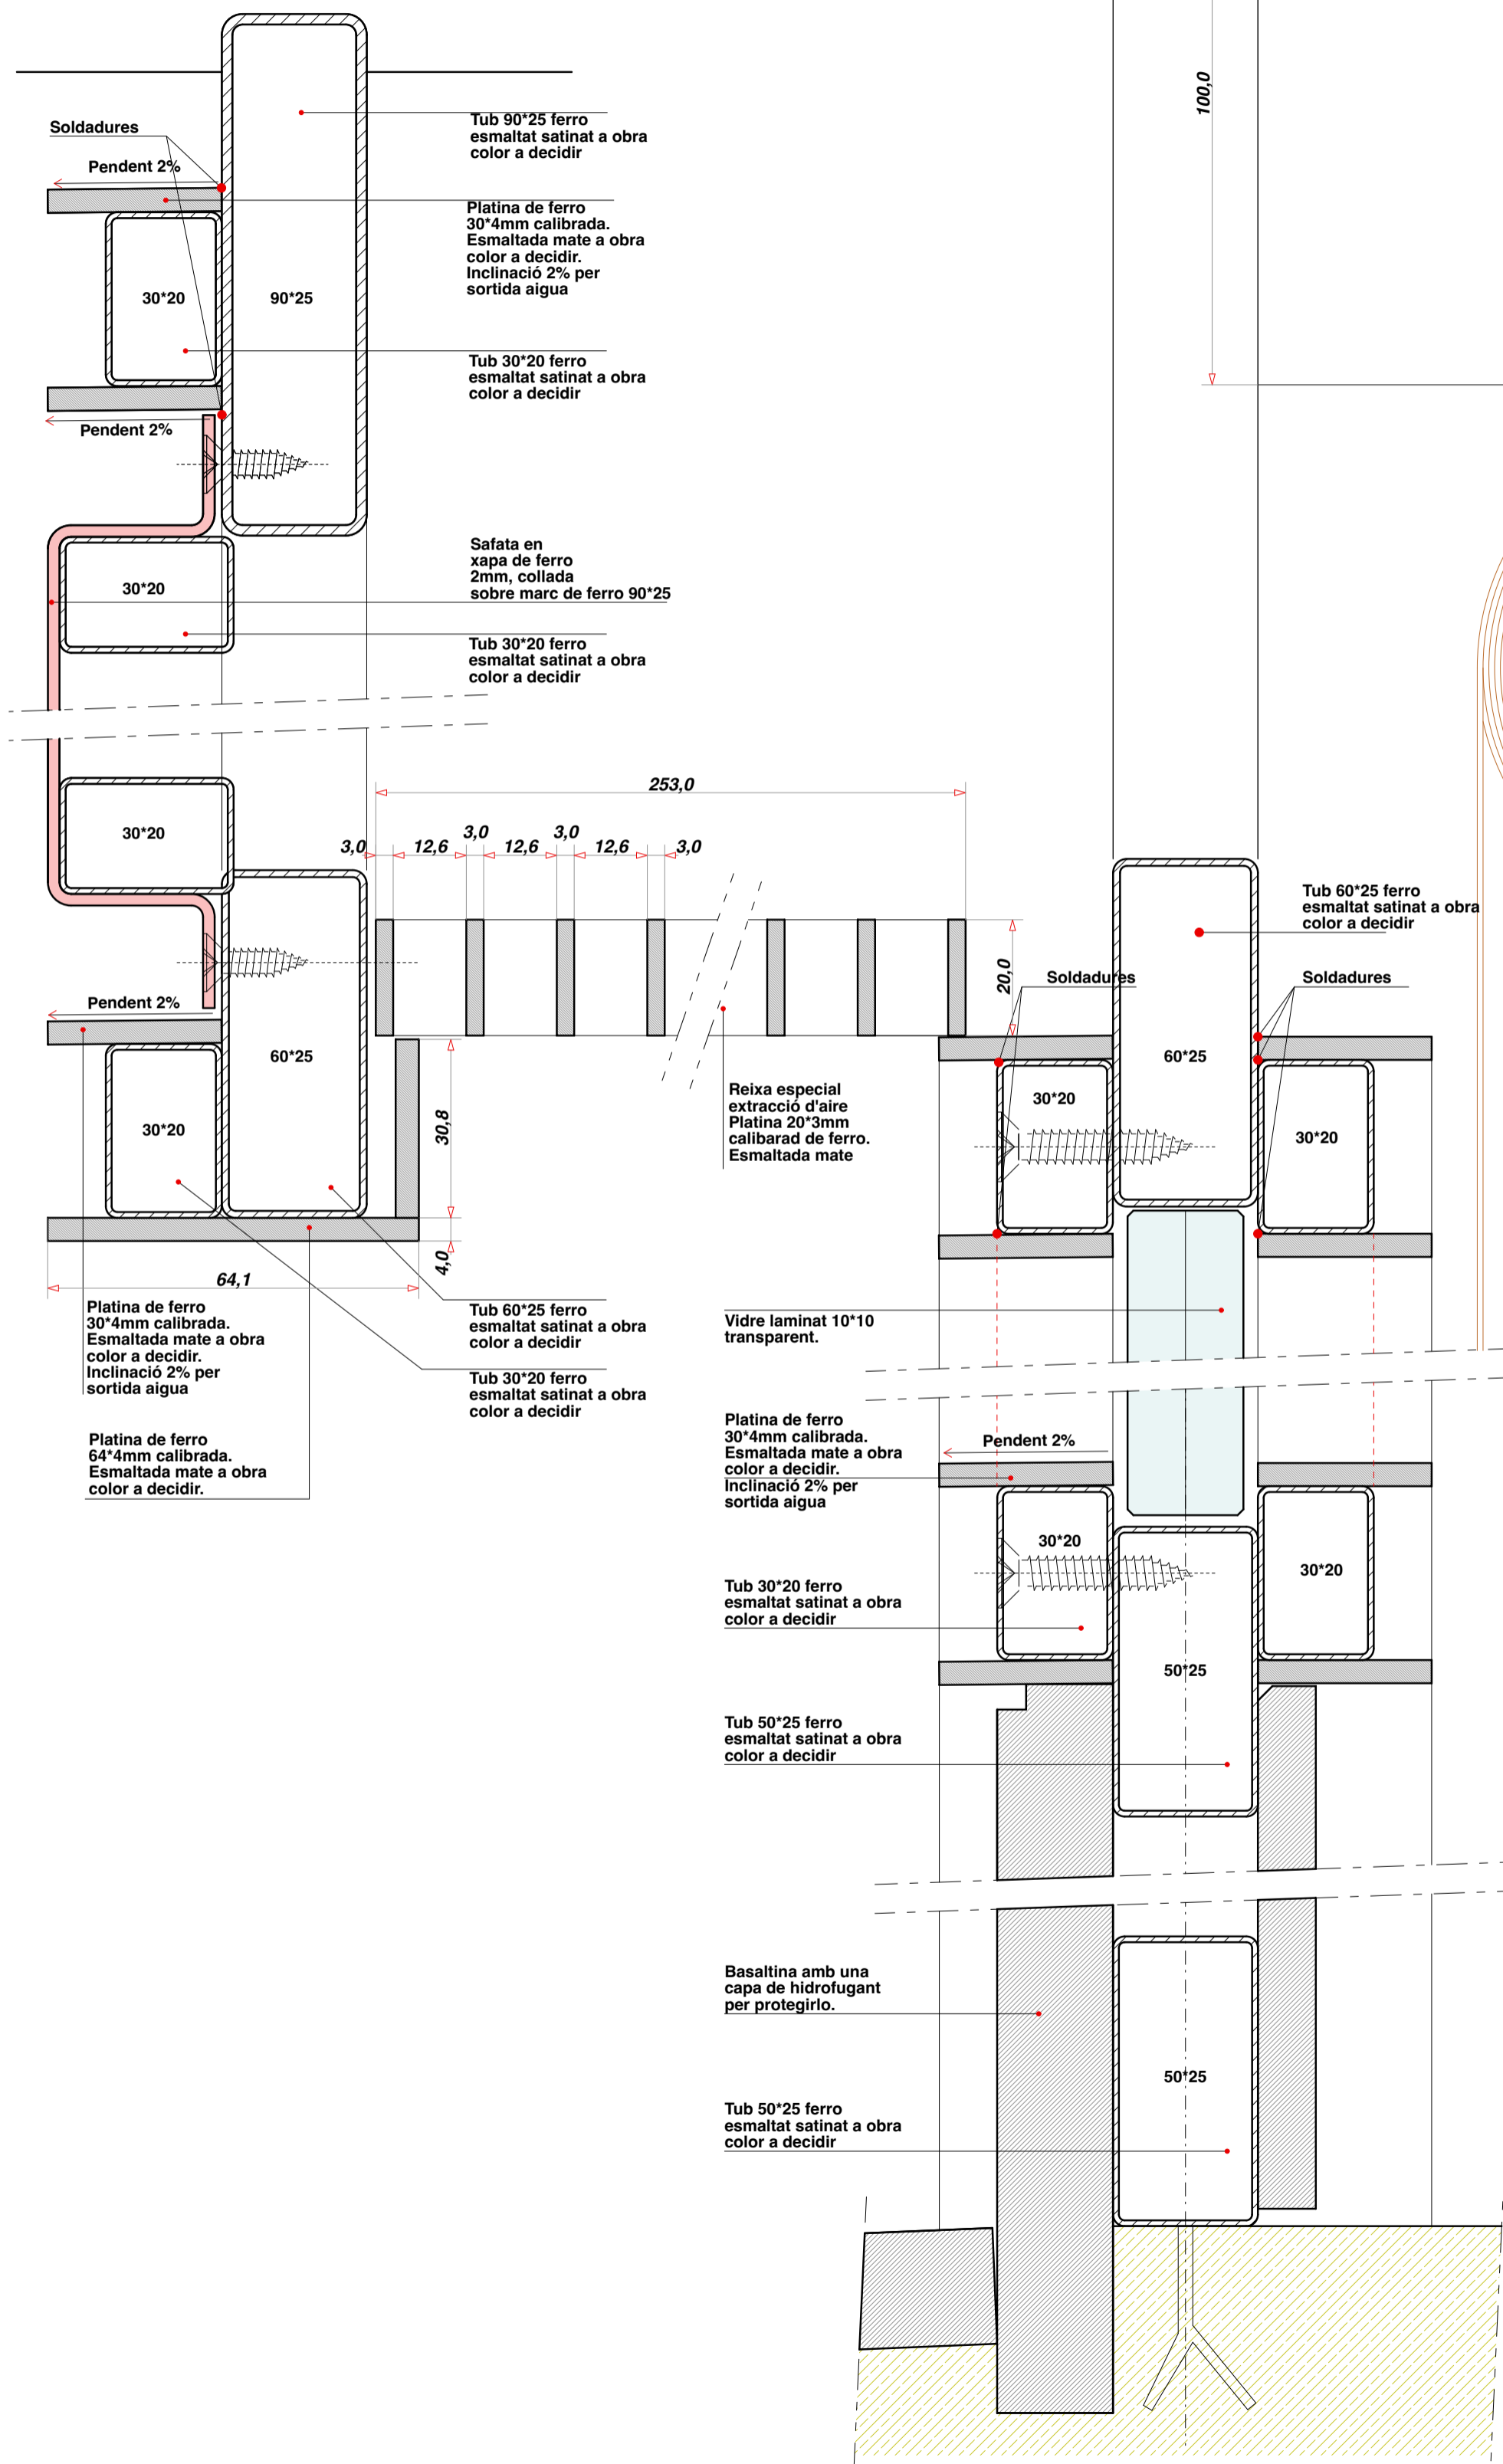 100,0
Soldadures
Pendent 2%
Tub 90*25 ferro
esmaltat satinat a obra
color a decidir
Platina de ferro
30*4mm calibrada.
Esmaltada mate a obra
color a decidir.
Inclinació 2% per
sortida aigua
30*20
90*25
Tub 30*20 ferro
esmaltat satinat a obra
color a decidir
Pendent 2%
Safata en
xapa de ferro
2mm, collada
sobre marc de ferro 90*25
30*20
Tub 30*20 ferro
esmaltat satinat a obra
color a decidir
253,0
30*20
3,0
12,6
3,0
12,6
3,0
12,6
3,0
Tub 60*25 ferro
esmaltat satinat a obra
color a decidir
20,0
Soldadures
Soldadures
Pendent 2%
60*25
60*25
30*20
30*20
30*20
30,8
Reixa especial
extracció d'aire
Platina 20*3mm
calibarad de ferro.
Esmaltada mate
4,0
64,1
Platina de ferro
30*4mm calibrada.
Esmaltada mate a obra
color a decidir.
Inclinació 2% per
sortida aigua
Tub 60*25 ferro
esmaltat satinat a obra
color a decidir
Vidre laminat 10*10
transparent.
Tub 30*20 ferro
esmaltat satinat a obra
color a decidir
Platina de ferro
64*4mm calibrada.
Esmaltada mate a obra
color a decidir.
Platina de ferro
30*4mm calibrada.
Esmaltada mate a obra
color a decidir.
Inclinació 2% per
sortida aigua
Pendent 2%
30*20
30*20
Tub 30*20 ferro
esmaltat satinat a obra
color a decidir
50*25
Tub 50*25 ferro
esmaltat satinat a obra
color a decidir
Basaltina amb una
capa de hidrofugant
per protegirlo.
50*25
Tub 50*25 ferro
esmaltat satinat a obra
color a decidir